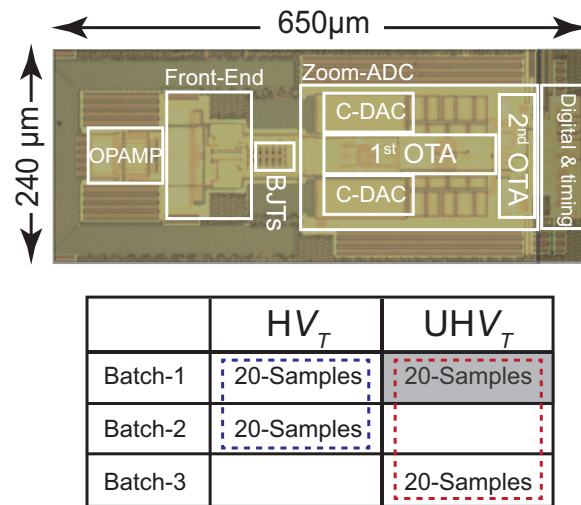 650µm
240 µm
Front-End
Zoom-ADC
C-DAC
OPAMP
1st OTA
2nd OTA
Digital & timing
BJTs
C-DAC
HVT UHVT
Batch-1 20-Samples 20-Samples
Batch-2 20-Samples
Batch-3 20-Samples